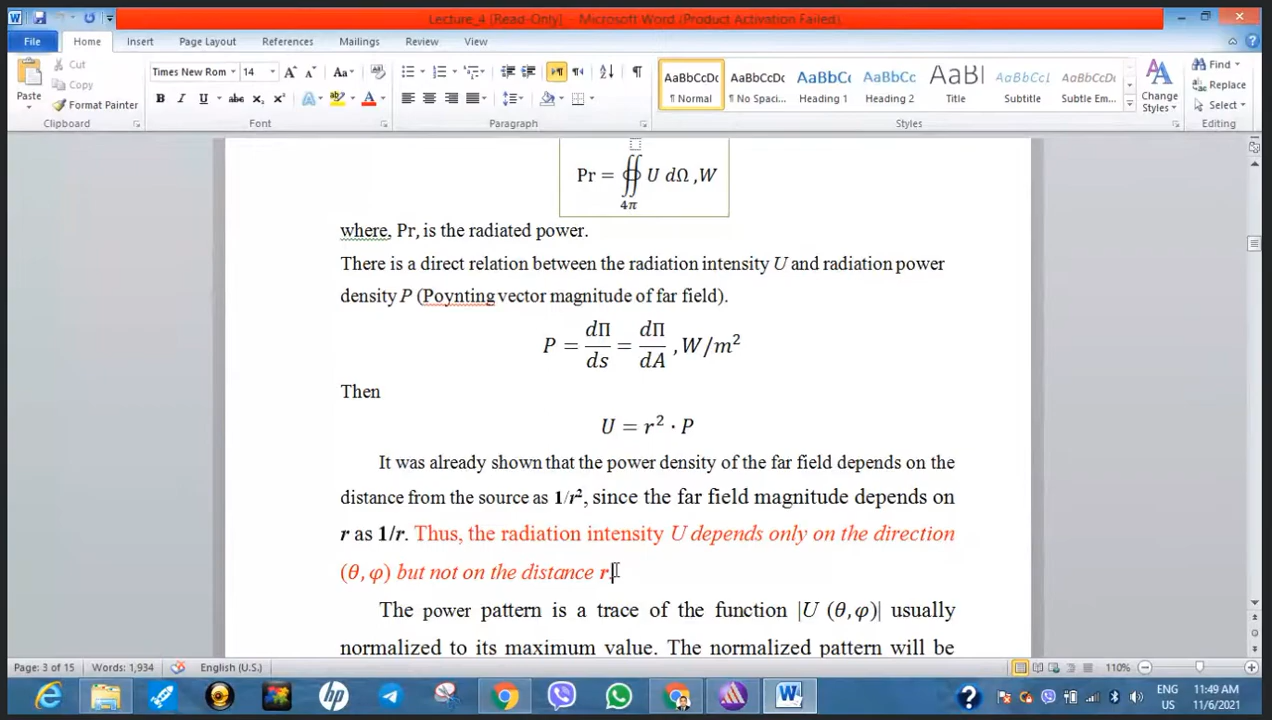 Lecture_4 [Read-Only] - Microsoft Word (Product Activation Failed)
File Home Insert Page Layout References Mailings Review View
Paste
Cut
Copy
Format Painter
Clipboard
Times New Rom 14
Font
Paragraph
AaBbCcDc AaBbCcDc AaBbCc AaBbCc AaBl AaBbCc AaBbCcDc
¶ Normal ¶ No Spaci... Heading 1 Heading 2 Title Subtitle Subtle Em...
Change
Styles
Styles
Find
Replace
Select
Editing
Pr = ∯ U dΩ ,W
4π
where, Pr, is the radiated power.
There is a direct relation between the radiation intensity U and radiation power
density P (Poynting vector magnitude of far field).
P = dΠ/ds = dΠ/dA , W/m²
Then
U = r² · P
It was already shown that the power density of the far field depends on the
distance from the source as 1/r², since the far field magnitude depends on
r as 1/r. Thus, the radiation intensity U depends only on the direction
(θ, φ) but not on the distance r.
The power pattern is a trace of the function |U (θ, φ)| usually
normalized to its maximum value. The normalized pattern will be
Page: 3 of 15 Words: 1,934 English (U.S.) 110%
ENG 11:49 AM
US 11/6/2021